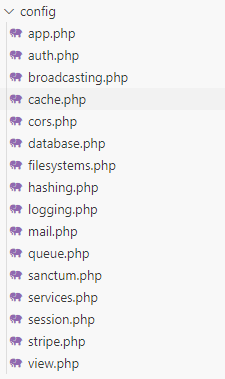 config
app.php
auth.php
broadcasting.php
cache.php
cors.php
database.php
filesystems.php
hashing.php
logging.php
mail.php
queue.php
sanctum.php
services.php
session.php
stripe.php
view.php